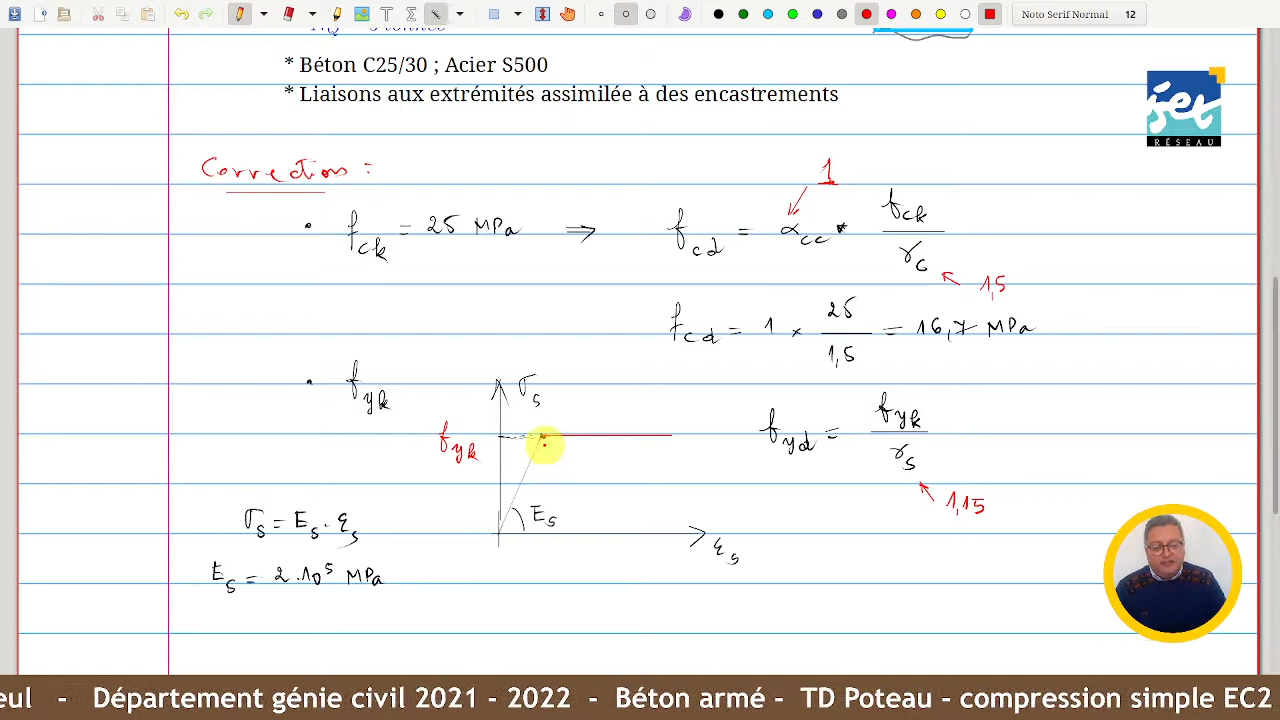 Noto Serif Normal 12
* Béton C25/30 ; Acier S500
* Liaisons aux extrémités assimilée à des encastrements
iset
RÉSEAU
Correction :
1
• fck = 25 MPa ⇒ fcd = αcc * fck / γc
1,5
fcd = 1 × 25 / 1,5 = 16,7 MPa
• fyk
σs
fyk
fyd = fyk / γs
1,15
σs = Es . εs
Es
εs
Es = 2.10⁵ MPa
eul - Département génie civil 2021 - 2022 - Béton armé - TD Poteau - compression simple EC2